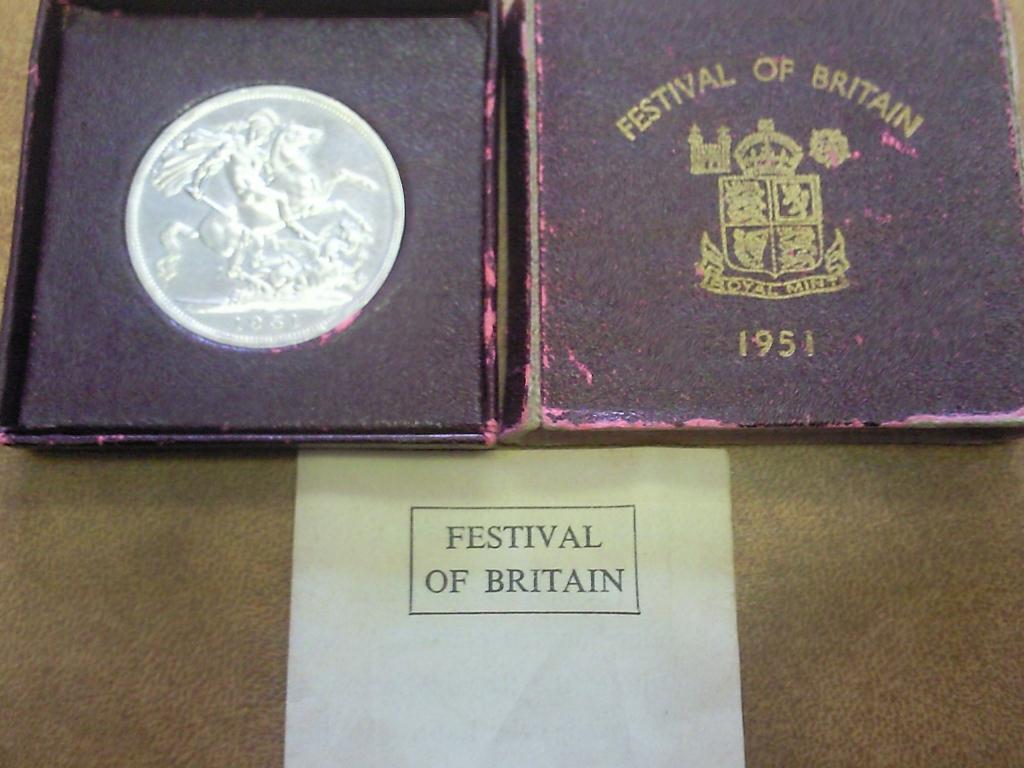 FESTIVAL OF BRITAIN
ROYAL MINT
1951
FESTIVAL
OF BRITAIN